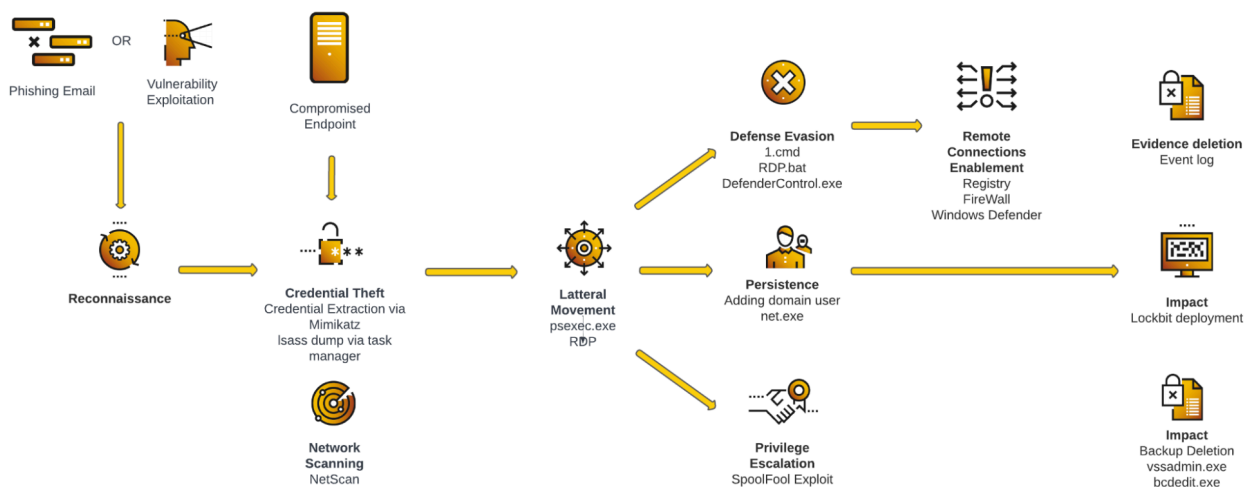 Phishing Email
OR
Vulnerability
Exploitation
Compromised
Endpoint
Reconnaissance
Credential Theft
Credential Extraction via
Mimikatz
lsass dump via task
manager
Network
Scanning
NetScan
Latteral
Movement
psexec.exe
RDP
Defense Evasion
1.cmd
RDP.bat
DefenderControl.exe
Remote
Connections
Enablement
Registry
FireWall
Windows Defender
Persistence
Adding domain user
net.exe
Privilege
Escalation
SpoolFool Exploit
Evidence deletion
Event log
Impact
Lockbit deployment
Impact
Backup Deletion
vssadmin.exe
bcdedit.exe